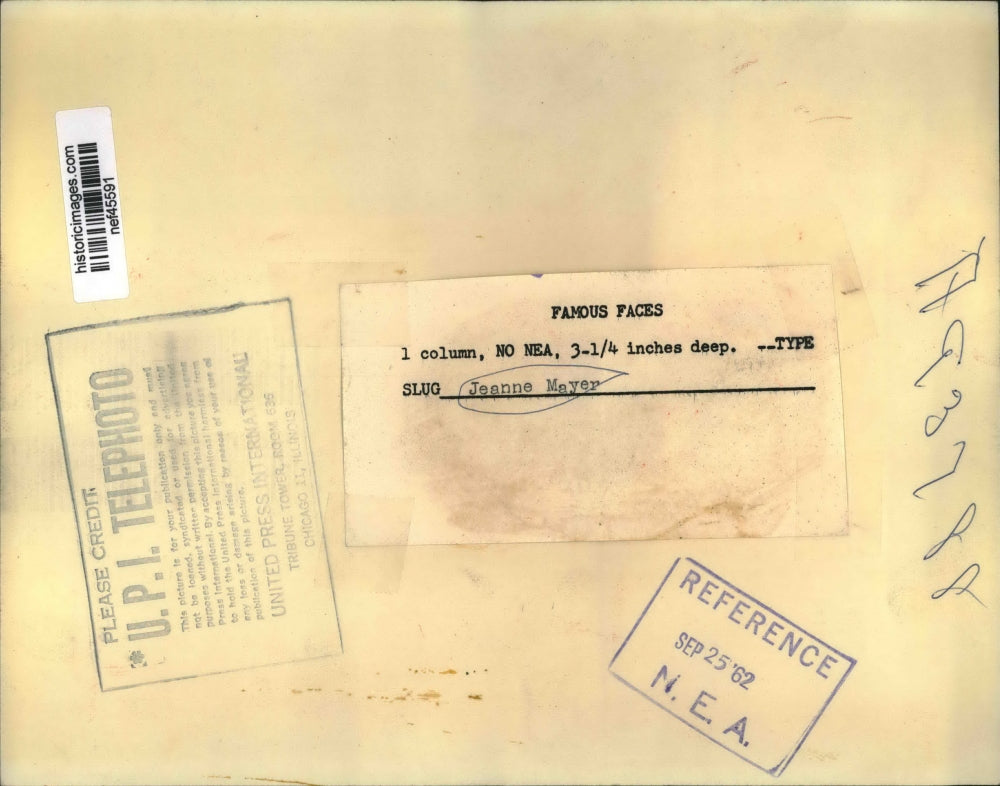 historicimages.com
nef45591
FAMOUS FACES
1 column, NO NEA, 3-1/4 inches deep. --TYPE
SLUG Jeanne Mayer
PLEASE CREDIT
* U.P.I. TELEPHOTO
This picture is for your publication only and must
not be loaned, syndicated or used for advertising
purposes without written permission from the United
Press International. By accepting this picture you agree
to hold the United Press International harmless from
any loss or damage arising by reason of your use or
publication of this picture.
UNITED PRESS INTERNATIONAL
TRIBUNE TOWER, ROOM 636
CHICAGO 11, ILLINOIS
REFERENCE
SEP 25 '62
N. E. A.